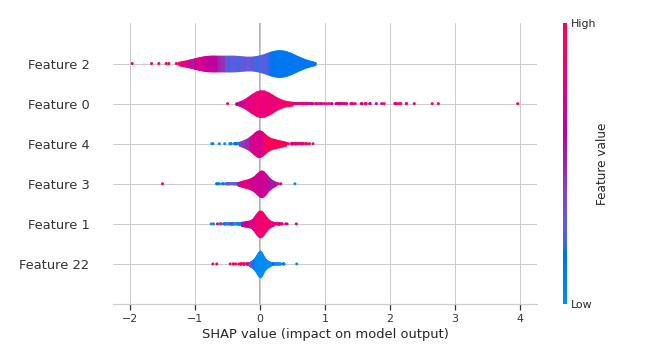 High
Feature 2
Feature 0
Feature 4
Feature 3
Feature 1
Feature 22
Feature value
Low
−2 −1 0 1 2 3 4
SHAP value (impact on model output)